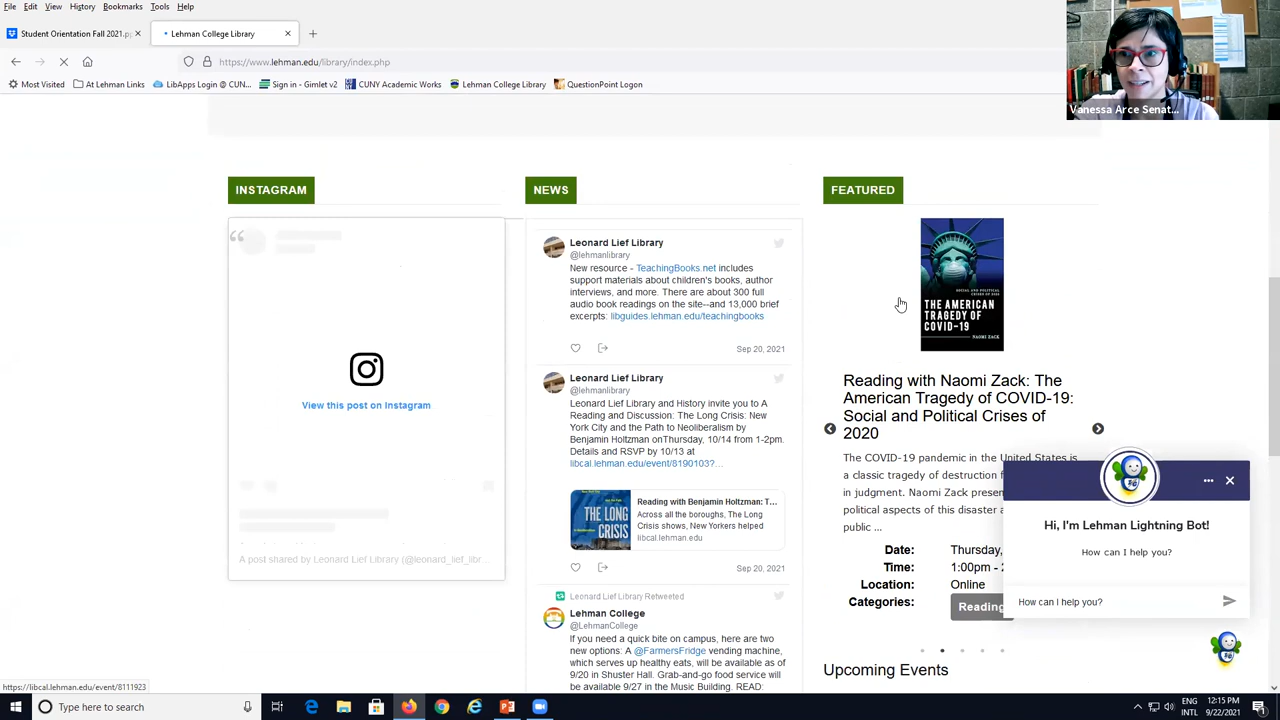 File Edit View History Bookmarks Tools Help
Student Orientation Fall 2021.p
Lehman College Library
https://www.lehman.edu/library/index.php
Most Visited
At Lehman Links
LibApps Login @ CUN...
Sign in - Gimlet v2
CUNY Academic Works
Lehman College Library
QuestionPoint Logon
Vanessa Arce Senat...
INSTAGRAM
View this post on Instagram
A post shared by Leonard Lief Library (@leonard_lief_libr...
NEWS
Leonard Lief Library
@lehmanlibrary
New resource - TeachingBooks.net includes
support materials about children's books, author
interviews, and more. There are about 300 full
audio book readings on the site--and 13,000 brief
excerpts: libguides.lehman.edu/teachingbooks
Sep 20, 2021
Leonard Lief Library
@lehmanlibrary
Leonard Lief Library and History invite you to A
Reading and Discussion: The Long Crisis: New
York City and the Path to Neoliberalism by
Benjamin Holtzman onThursday, 10/14 from 1-2pm.
Details and RSVP by 10/13 at
libcal.lehman.edu/event/8190103?...
THE LONG
CRISIS
Reading with Benjamin Holtzman: T...
Across all the boroughs, The Long
Crisis shows, New Yorkers helped
libcal.lehman.edu
Sep 20, 2021
Leonard Lief Library Retweeted
Lehman College
@LehmanCollege
If you need a quick bite on campus, here are two
new options: A @FarmersFridge vending machine,
which serves up healthy eats, will be available as of
9/20 in Shuster Hall. Grab-and-go food service will
be available 9/27 in the Music Building. READ:
FEATURED
SOCIAL AND POLITICAL
CRISES OF 2020
THE AMERICAN
TRAGEDY OF
COVID-19
NAOMI ZACK
Reading with Naomi Zack: The
American Tragedy of COVID-19:
Social and Political Crises of
2020
The COVID-19 pandemic in the United States is
a classic tragedy of destruction f
in judgment. Naomi Zack presen
political aspects of this disaster a
public ...
Date: Thursday,
Time: 1:00pm - 2
Location: Online
Categories: Reading
Upcoming Events
Hi, I'm Lehman Lightning Bot!
How can I help you?
How can I help you?
https://libcal.lehman.edu/event/8111923
Type here to search
ENG
INTL
12:15 PM
9/22/2021
1